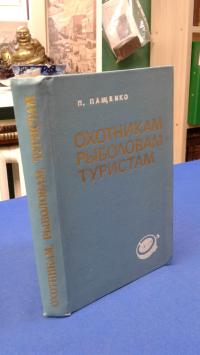 П. ПАЩЕНКО
ОХОТНИКАМ
РЫБОЛОВАМ
ТУРИСТАМ
ОХОТНИКАМ, РЫБОЛОВАМ, ТУРИСТАМ